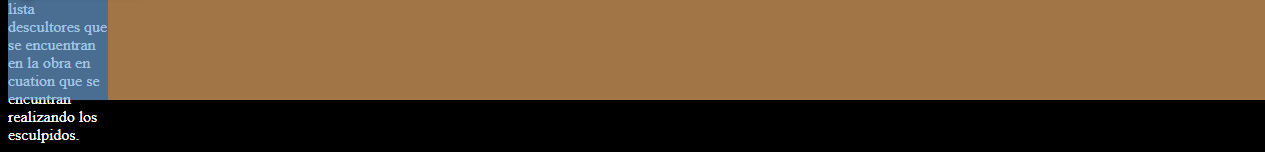 lista
descultores que
se encuentran
en la obra en
cuation que se
encuntran
realizando los
esculpidos.